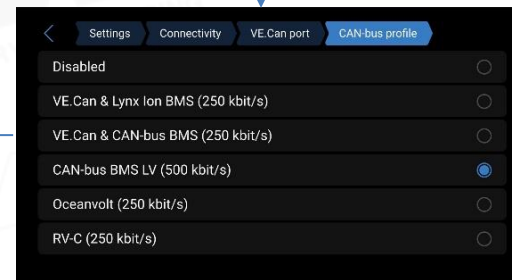 Settings Connectivity VE.Can port CAN-bus profile
Disabled
VE.Can & Lynx Ion BMS (250 kbit/s)
VE.Can & CAN-bus BMS (250 kbit/s)
CAN-bus BMS LV (500 kbit/s)
Oceanvolt (250 kbit/s)
RV-C (250 kbit/s)